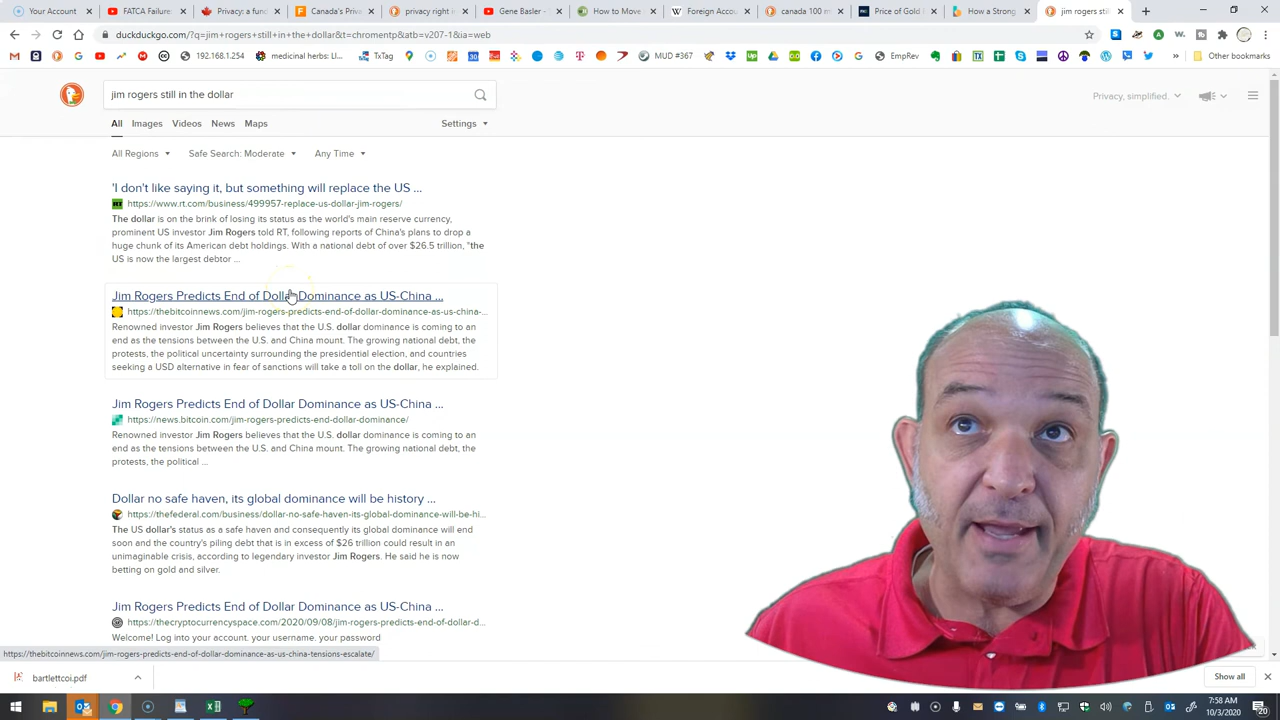 Your Account
FATCA Failure
Privacy: a fun
Canada's Priva
privacy right in
Gene Basler -
How to Move
Foreign Accou
canada 100 m
Price of Gold
How a Strong
jim rogers still
duckduckgo.com/?q=jim+rogers+still+in+the+dollar&t=chromentp&atb=v207-1&ia=web
192.168.1.254
medicinal herbs: Ll...
TxTag
MUD #367
EmpRev
Other bookmarks
jim rogers still in the dollar
Privacy, simplified.
All Images Videos News Maps Settings
All Regions Safe Search: Moderate Any Time
'I don't like saying it, but something will replace the US ...
https://www.rt.com/business/499957-replace-us-dollar-jim-rogers/
The dollar is on the brink of losing its status as the world's main reserve currency,
prominent US investor Jim Rogers told RT, following reports of China's plans to drop a
huge chunk of its American debt holdings. With a national debt of over $26.5 trillion, "the
US is now the largest debtor ...
Jim Rogers Predicts End of Dollar Dominance as US-China ...
https://thebitcoinnews.com/jim-rogers-predicts-end-of-dollar-dominance-as-us-china-...
Renowned investor Jim Rogers believes that the U.S. dollar dominance is coming to an
end as the tensions between the U.S. and China mount. The growing national debt, the
protests, the political uncertainty surrounding the presidential election, and countries
seeking a USD alternative in fear of sanctions will take a toll on the dollar, he explained.
Jim Rogers Predicts End of Dollar Dominance as US-China ...
https://news.bitcoin.com/jim-rogers-predicts-end-dollar-dominance/
Renowned investor Jim Rogers believes that the U.S. dollar dominance is coming to an
end as the tensions between the U.S. and China mount. The growing national debt, the
protests, the political ...
Dollar no safe haven, its global dominance will be history ...
https://thefederal.com/business/dollar-no-safe-haven-its-global-dominance-will-be-hi...
The US dollar's status as a safe haven and consequently its global dominance will end
soon and the country's piling debt that is in excess of $26 trillion could result in an
unimaginable crisis, according to legendary investor Jim Rogers. He said he is now
betting on gold and silver.
Jim Rogers Predicts End of Dollar Dominance as US-China ...
https://thecryptocurrencyspace.com/2020/09/08/jim-rogers-predicts-end-of-dollar-d...
Welcome! Log into your account. your username. your password
https://thebitcoinnews.com/jim-rogers-predicts-end-of-dollar-dominance-as-us-china-tensions-escalate/
bartlettcoi.pdf
Show all
7:58 AM
10/3/2020
20